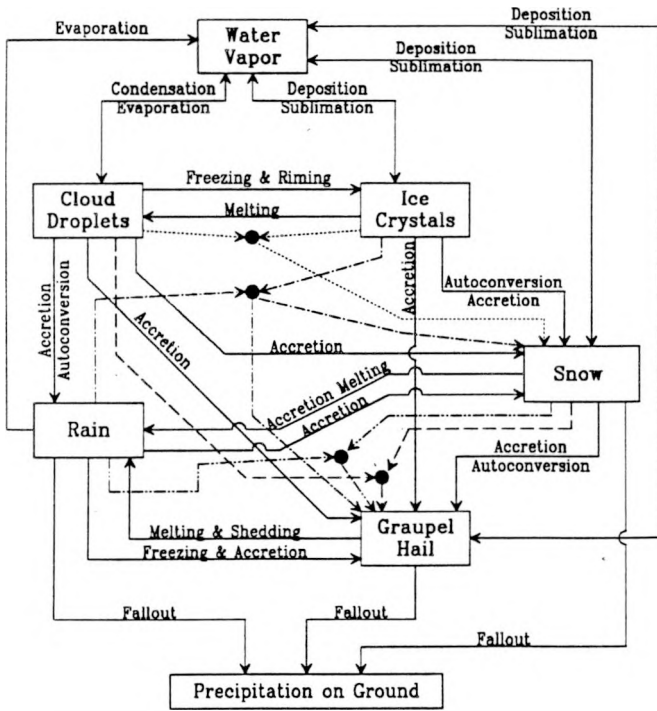 Evaporation
Water
Vapor
Deposition
Sublimation
Deposition
Sublimation
Condensation
Evaporation
Deposition
Sublimation
Cloud
Droplets
Freezing & Riming
Melting
Ice
Crystals
Accretion
Autoconversion
Accretion
Accretion
Autoconversion
Accretion
Accretion
Snow
Accretion Melting
Accretion
Rain
Accretion
Autoconversion
Melting & Shedding
Freezing & Accretion
Graupel
Hail
Fallout
Fallout
Fallout
Precipitation on Ground